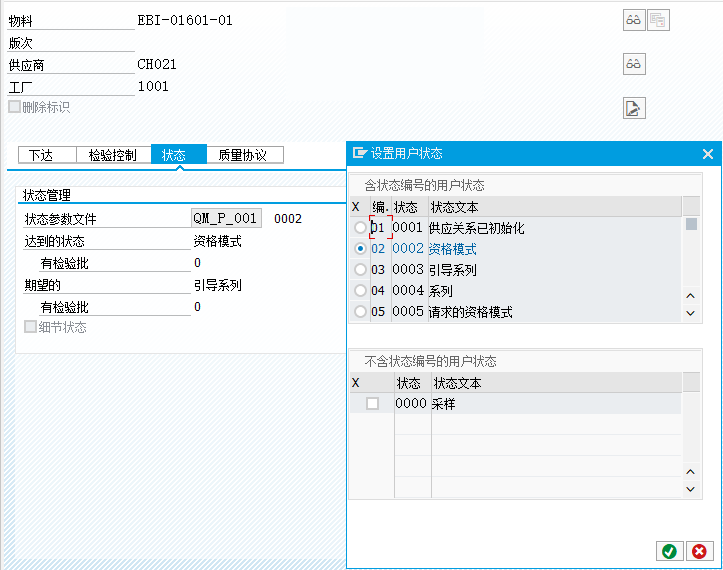 物料 EBI-01601-01
版次
供应商 CH021
工厂 1001
删除标识
下达 检验控制 状态 质量协议
状态管理
状态参数文件 QM_P_001 0002
达到的状态 资格模式
有检验批 0
期望的 引导系列
有检验批 0
细节状态
设置用户状态
含状态编号的用户状态
X 编. 状态 状态文本
01 0001 供应关系已初始化
02 0002 资格模式
03 0003 引导系列
04 0004 系列
05 0005 请求的资格模式
不含状态编号的用户状态
X 状态 状态文本
0000 采样